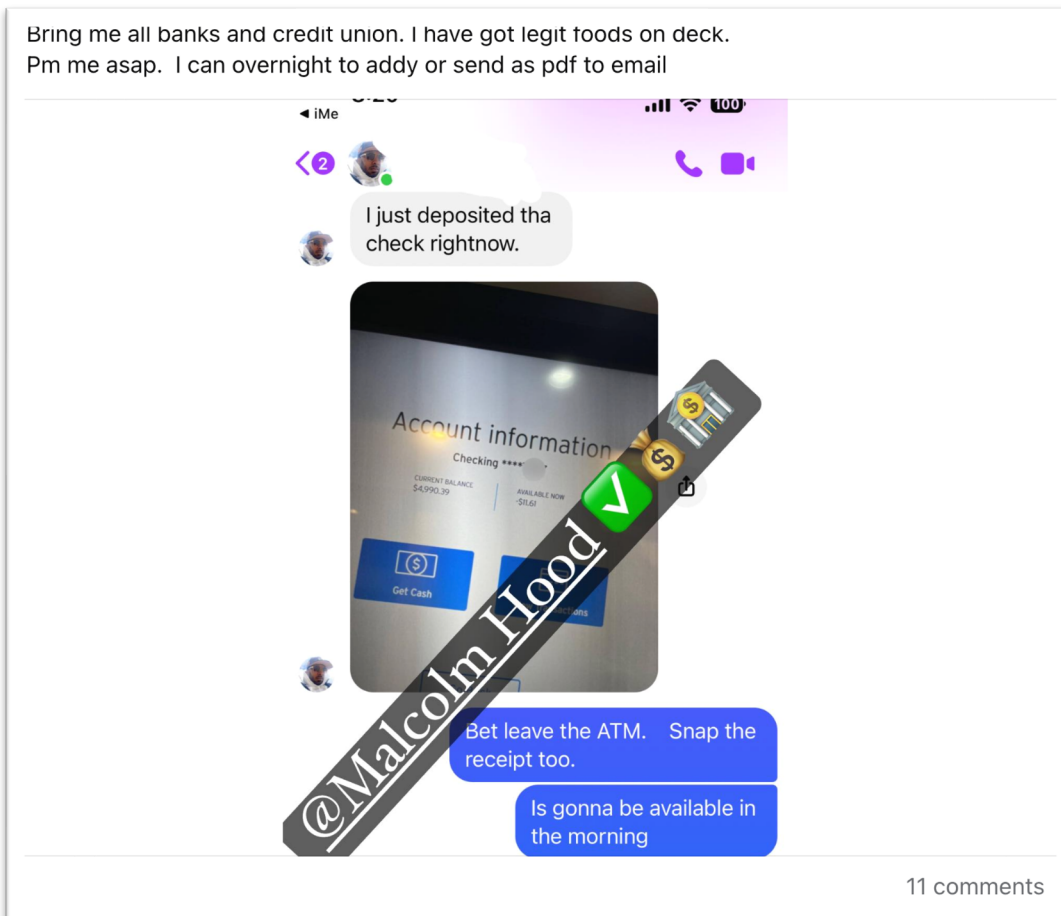 Bring me all banks and credit union. I have got legit foods on deck.
Pm me asap.  I can overnight to addy or send as pdf to email
◄ iMe
100
2
I just deposited tha
check rightnow.
Account information
Checking ****
CURRENT BALANCE
$4,990.39
AVAILABLE NOW
-$11.61
Get Cash
@Malcolm Hood
Bet leave the ATM.    Snap the
receipt too.
Is gonna be available in
the morning
11 comments